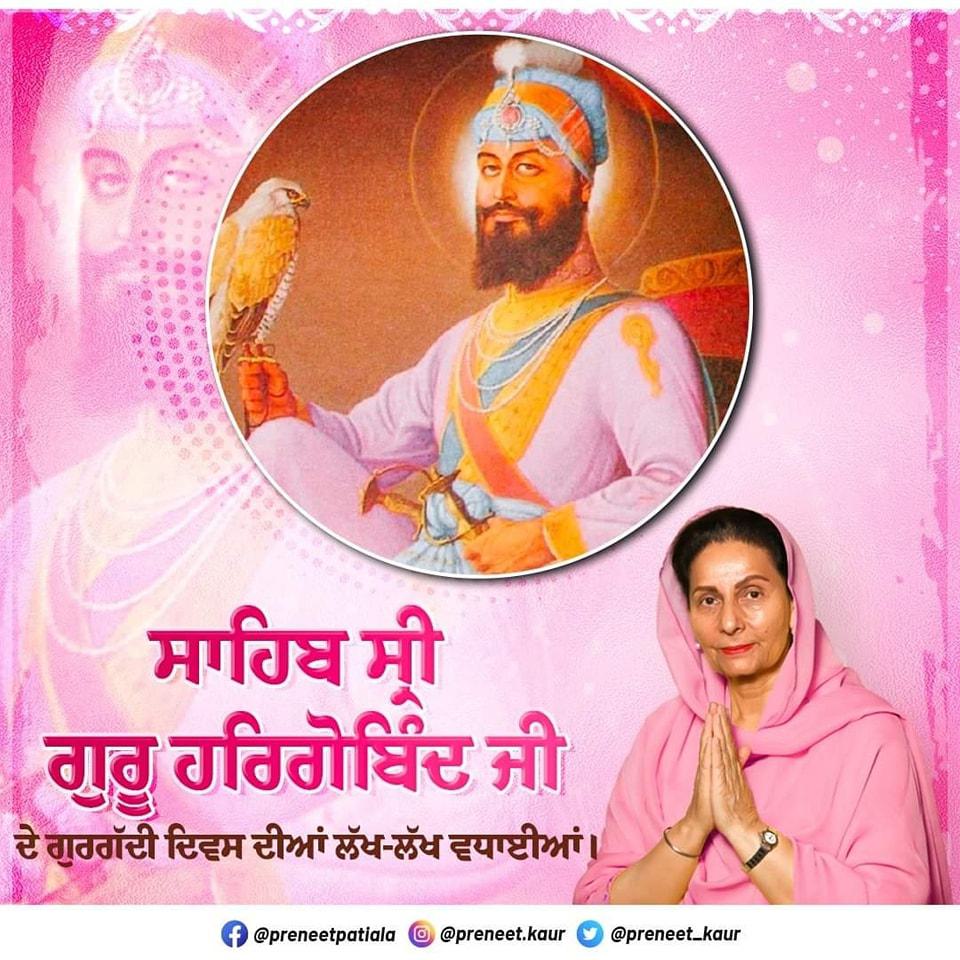 ਸਾਹਿਬ ਸ੍ਰੀ
ਗੁਰੂ ਹਰਿਗੋਬਿੰਦ ਜੀ
ਦੇ ਗੁਰਗੱਦੀ ਦਿਵਸ ਦੀਆਂ ਲੱਖ-ਲੱਖ ਵਧਾਈਆਂ।
@preneetpatiala @preneet.kaur @preneet_kaur